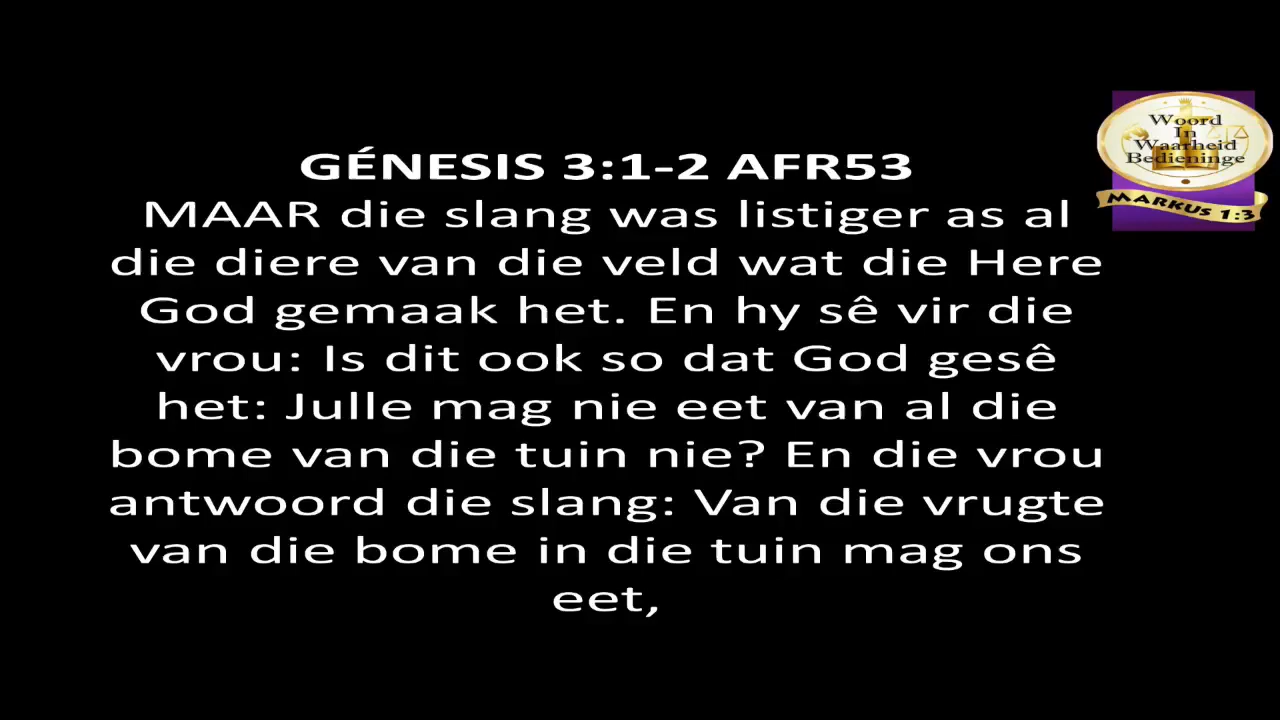 GÉNESIS 3:1-2 AFR53
MAAR die slang was listiger as al
die diere van die veld wat die Here
God gemaak het. En hy sê vir die
vrou: Is dit ook so dat God gesê
het: Julle mag nie eet van al die
bome van die tuin nie? En die vrou
antwoord die slang: Van die vrugte
van die bome in die tuin mag ons
eet,
Woord
In
Waarheid
Bedieninge
MARKUS 1:3